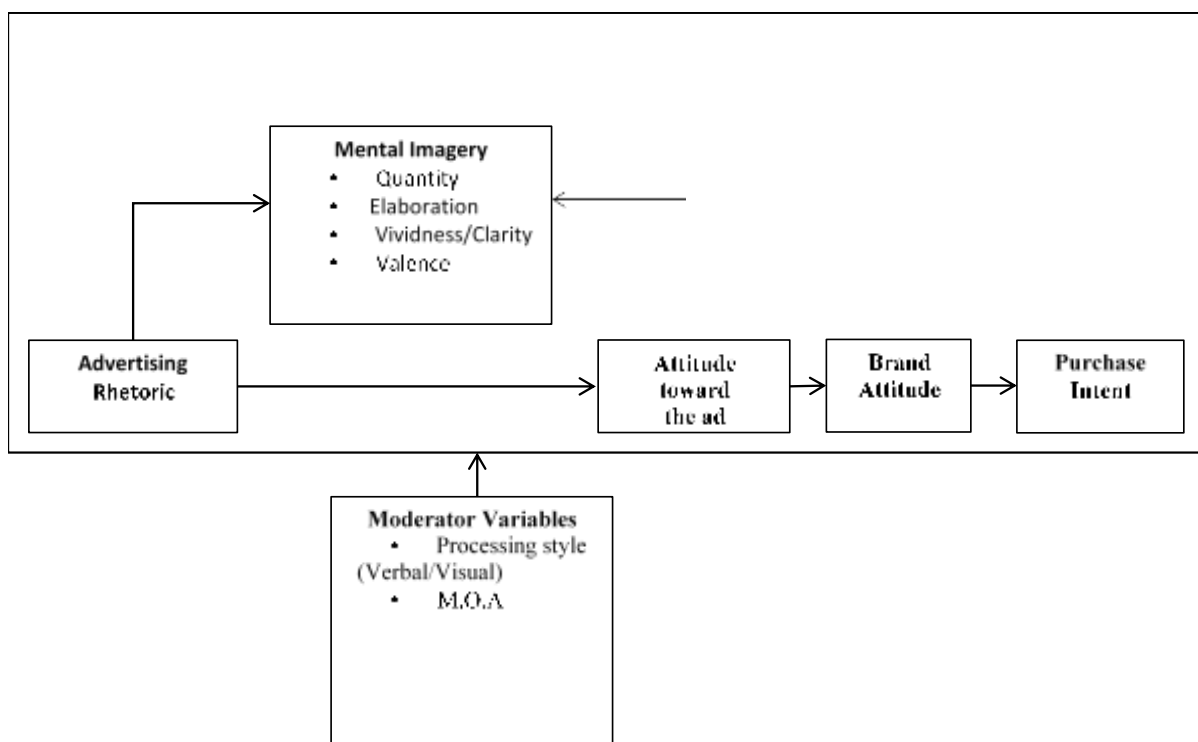 Mental Imagery
• Quantity
• Elaboration
• Vividness/Clarity
• Valence
Advertising
Rhetoric
Attitude
toward
the ad
Brand
Attitude
Purchase
Intent
Moderator Variables
• Processing style
(Verbal/Visual)
• M.O.A